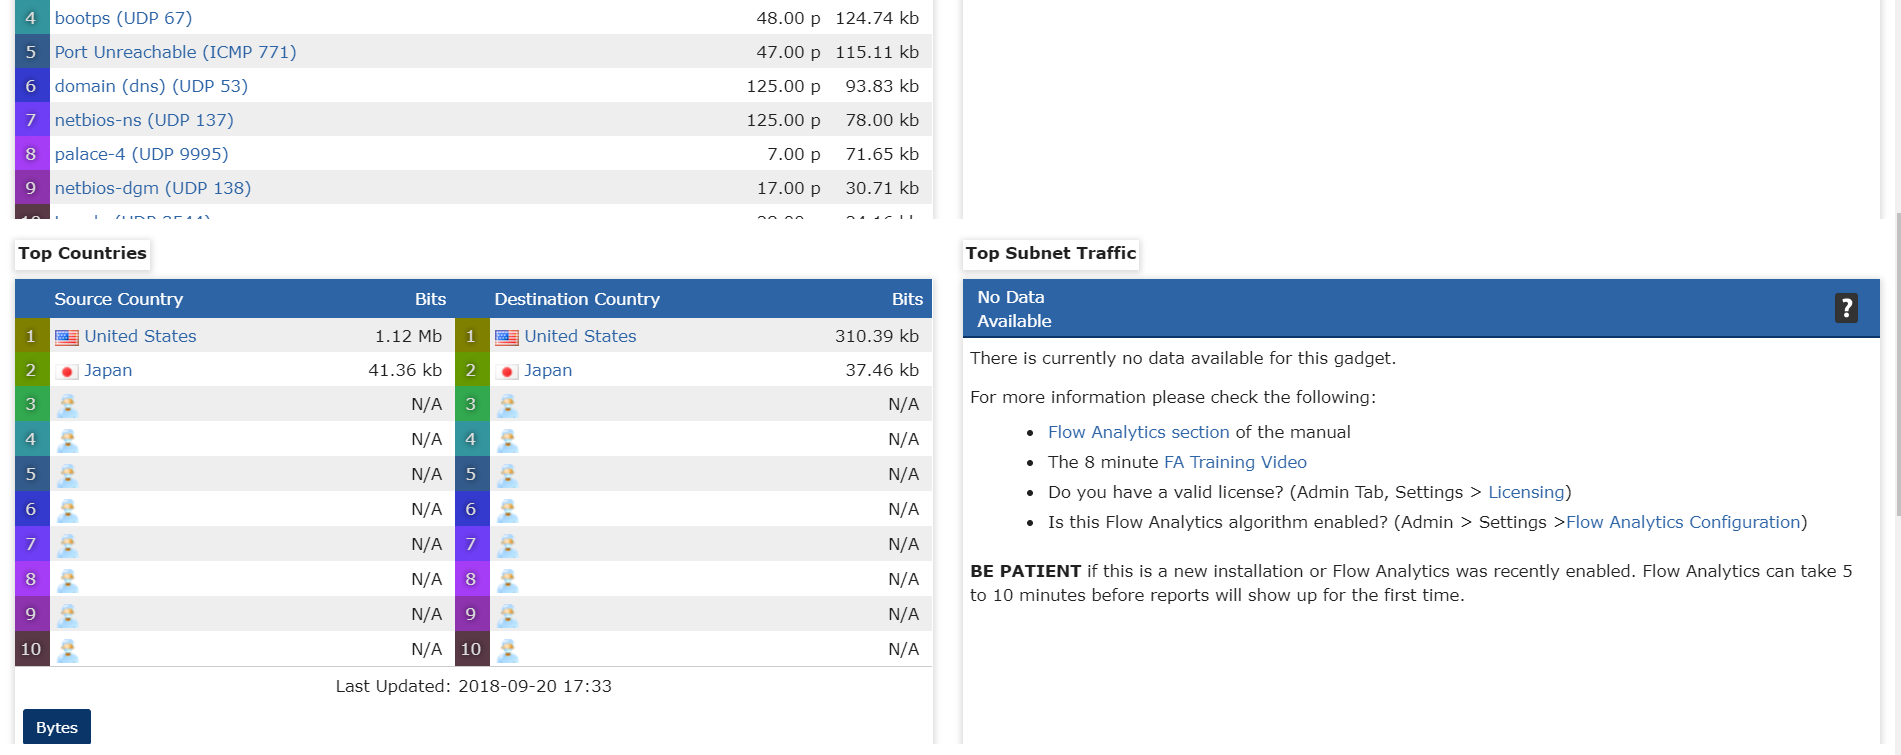 4 bootps (UDP 67) 48.00 p 124.74 kb
5 Port Unreachable (ICMP 771) 47.00 p 115.11 kb
6 domain (dns) (UDP 53) 125.00 p 93.83 kb
7 netbios-ns (UDP 137) 125.00 p 78.00 kb
8 palace-4 (UDP 9995) 7.00 p 71.65 kb
9 netbios-dgm (UDP 138) 17.00 p 30.71 kb
Top Countries
Source Country Bits Destination Country Bits
1 United States 1.12 Mb 1 United States 310.39 kb
2 Japan 41.36 kb 2 Japan 37.46 kb
3 N/A 3 N/A
4 N/A 4 N/A
5 N/A 5 N/A
6 N/A 6 N/A
7 N/A 7 N/A
8 N/A 8 N/A
9 N/A 9 N/A
10 N/A 10 N/A
Last Updated: 2018-09-20 17:33
Bytes
Top Subnet Traffic
No Data
Available
?
There is currently no data available for this gadget.
For more information please check the following:
• Flow Analytics section of the manual
• The 8 minute FA Training Video
• Do you have a valid license? (Admin Tab, Settings > Licensing)
• Is this Flow Analytics algorithm enabled? (Admin > Settings >Flow Analytics Configuration)
BE PATIENT if this is a new installation or Flow Analytics was recently enabled. Flow Analytics can take 5
to 10 minutes before reports will show up for the first time.